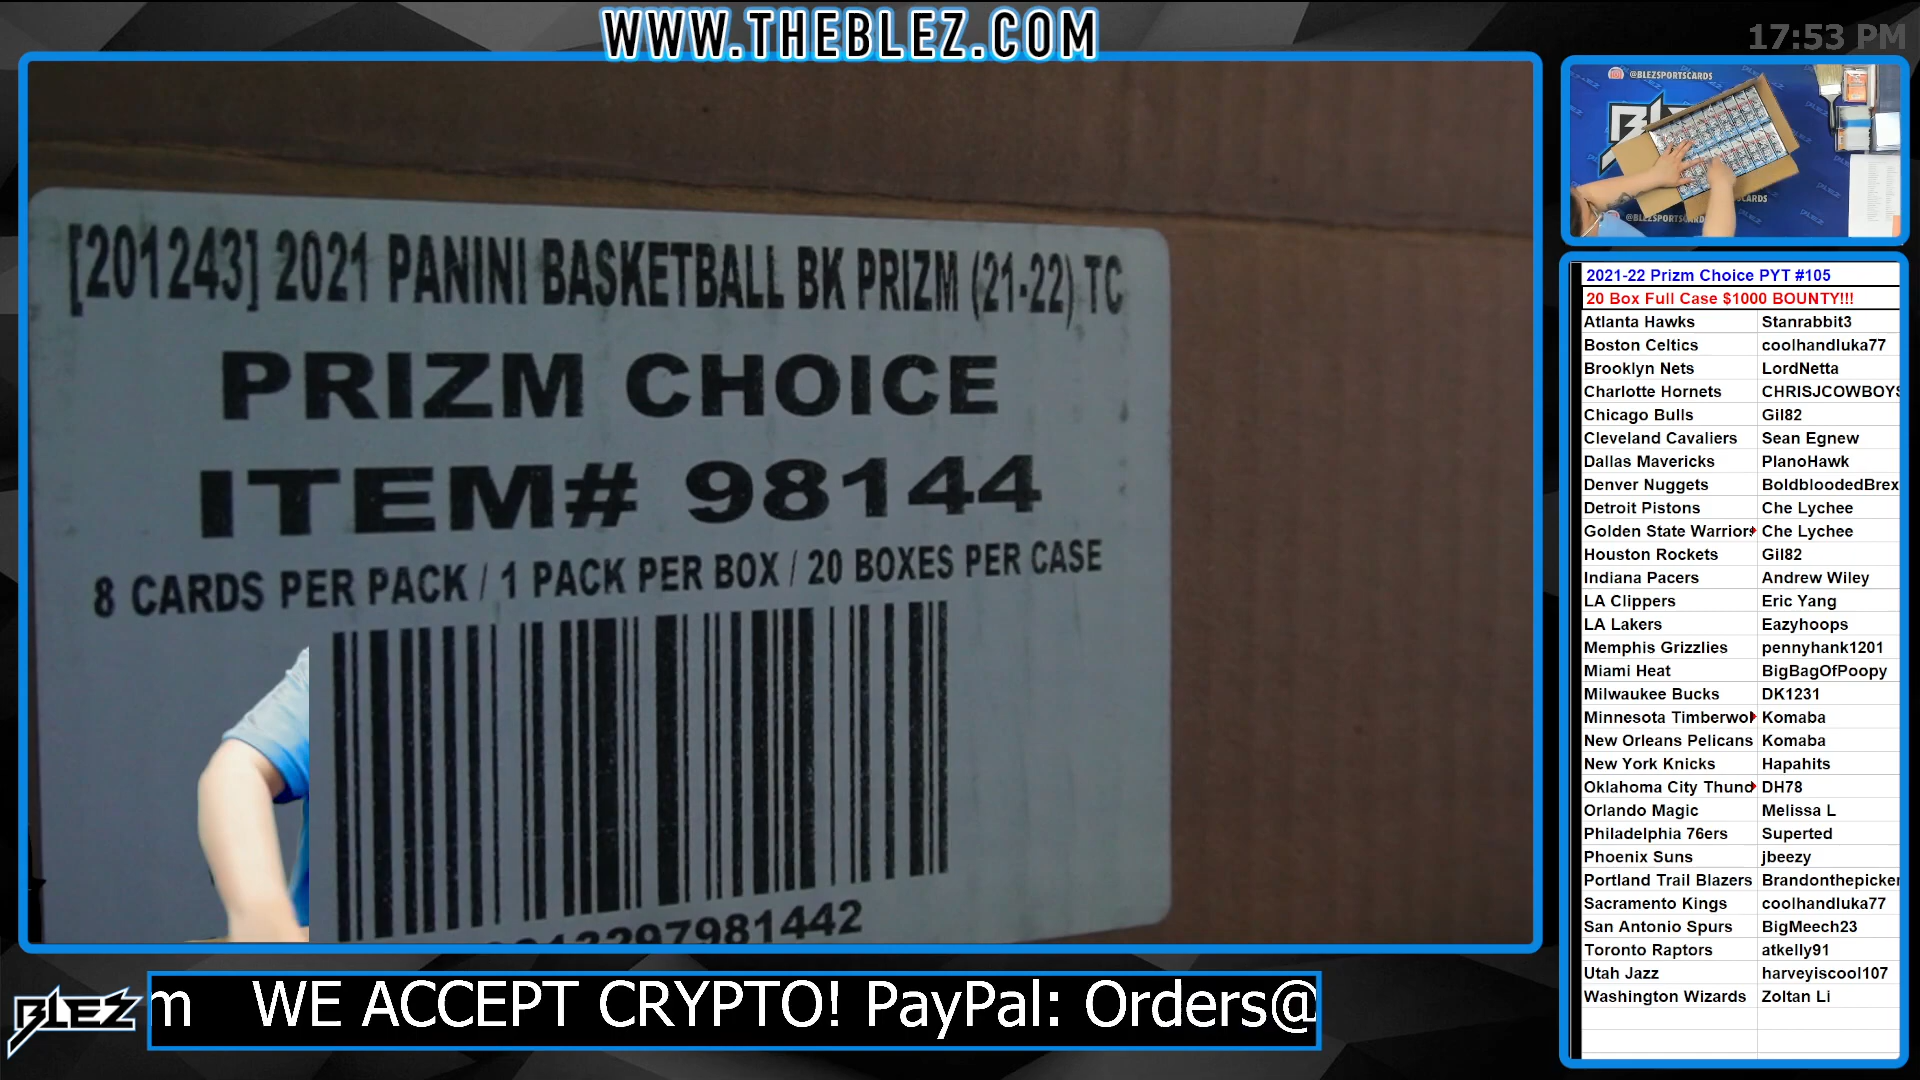 WWW.THEBLEZ.COM
17:53 PM
[201243] 2021 PANINI BASKETBALL BK PRIZM (21-22) TC
PRIZM CHOICE
ITEM# 98144
8 CARDS PER PACK / 1 PACK PER BOX / 20 BOXES PER CASE
@BLEZSPORTSCARDS
2021-22 Prizm Choice PYT #105
20 Box Full Case $1000 BOUNTY!!!
Atlanta Hawks Stanrabbit3
Boston Celtics coolhandluka77
Brooklyn Nets LordNetta
Charlotte Hornets CHRISJCOWBOYS
Chicago Bulls Gil82
Cleveland Cavaliers Sean Egnew
Dallas Mavericks PlanoHawk
Denver Nuggets BoldbloodedBrex
Detroit Pistons Che Lychee
Golden State Warriors Che Lychee
Houston Rockets Gil82
Indiana Pacers Andrew Wiley
LA Clippers Eric Yang
LA Lakers Eazyhoops
Memphis Grizzlies pennyhank1201
Miami Heat BigBagOfPoopy
Milwaukee Bucks DK1231
Minnesota Timberwol Komaba
New Orleans Pelicans Komaba
New York Knicks Hapahits
Oklahoma City Thund DH78
Orlando Magic Melissa L
Philadelphia 76ers Superted
Phoenix Suns jbeezy
Portland Trail Blazers Brandonthepicker
Sacramento Kings coolhandluka77
San Antonio Spurs BigMeech23
Toronto Raptors atkelly91
Utah Jazz harveyiscool107
Washington Wizards Zoltan Li
BLEZ
m WE ACCEPT CRYPTO! PayPal: Orders@